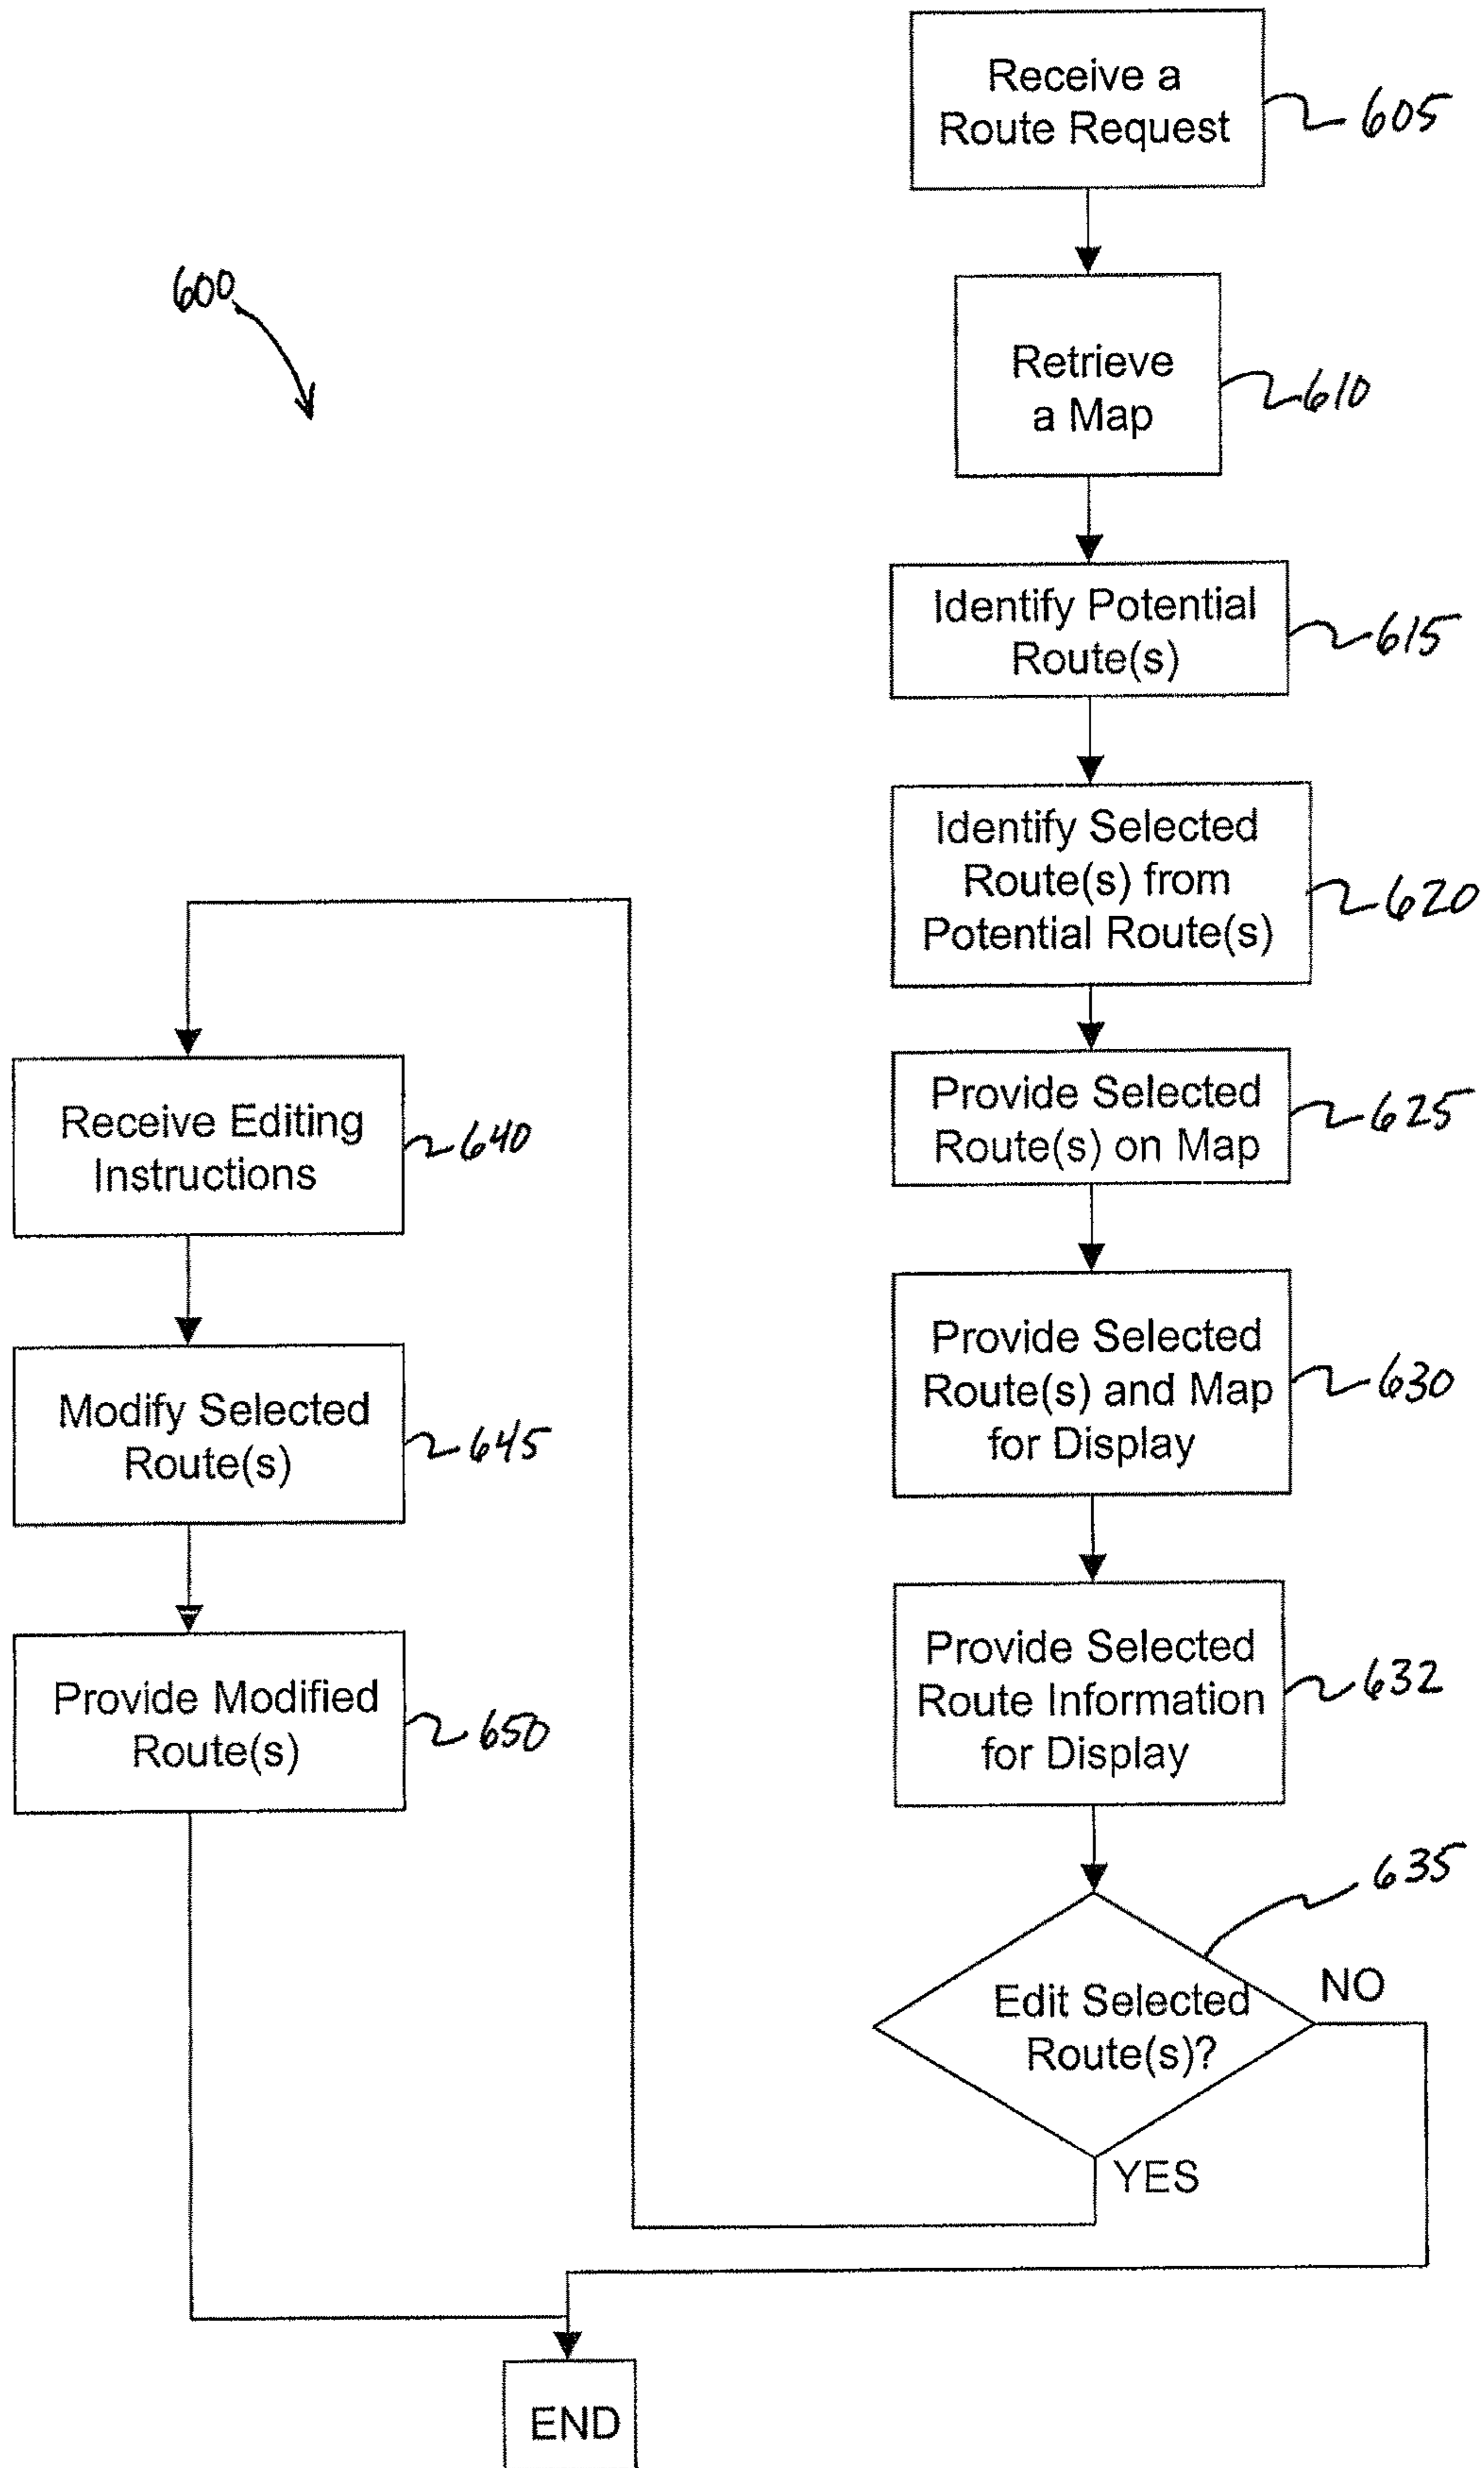 Receive a
Route Request
605
600
Retrieve
a Map
610
Identify Potential
Route(s)
615
Identify Selected
Route(s) from
Potential Route(s)
620
Provide Selected
Route(s) on Map
625
Provide Selected
Route(s) and Map
for Display
630
Provide Selected
Route Information
for Display
632
635
Edit Selected
Route(s)?
NO
YES
Receive Editing
Instructions
640
Modify Selected
Route(s)
645
Provide Modified
Route(s)
650
END